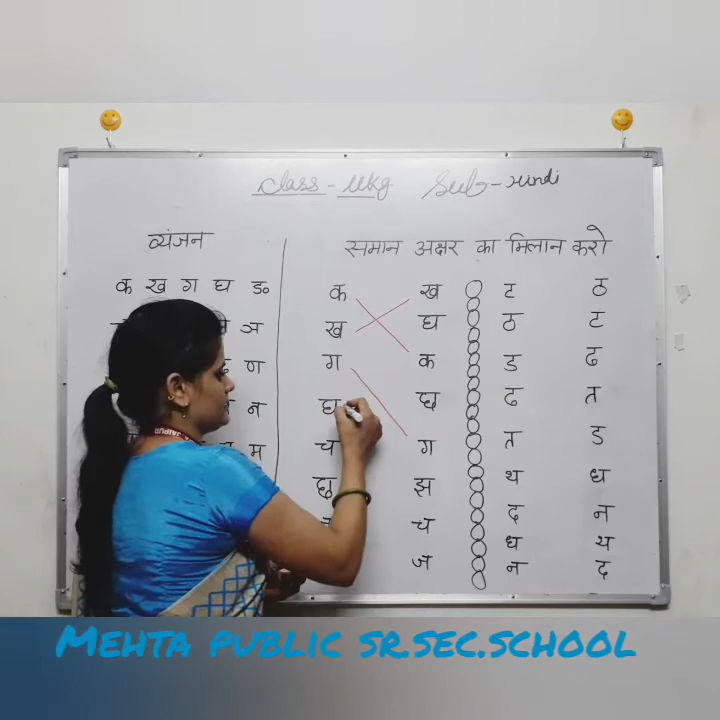 Class - UKg Sub - Hindi
व्यंजन
क ख ग घ ङ
ञ
ण
न
म
समान अक्षर का मिलान करो
क ख ट ठ
ख घ ठ ट
ग क ड ढ
घ ढ त
च ग त ड
छ झ थ ध
च द न
ज ध य
न द
MEHTA PUBLIC SR.SEC.SCHOOL